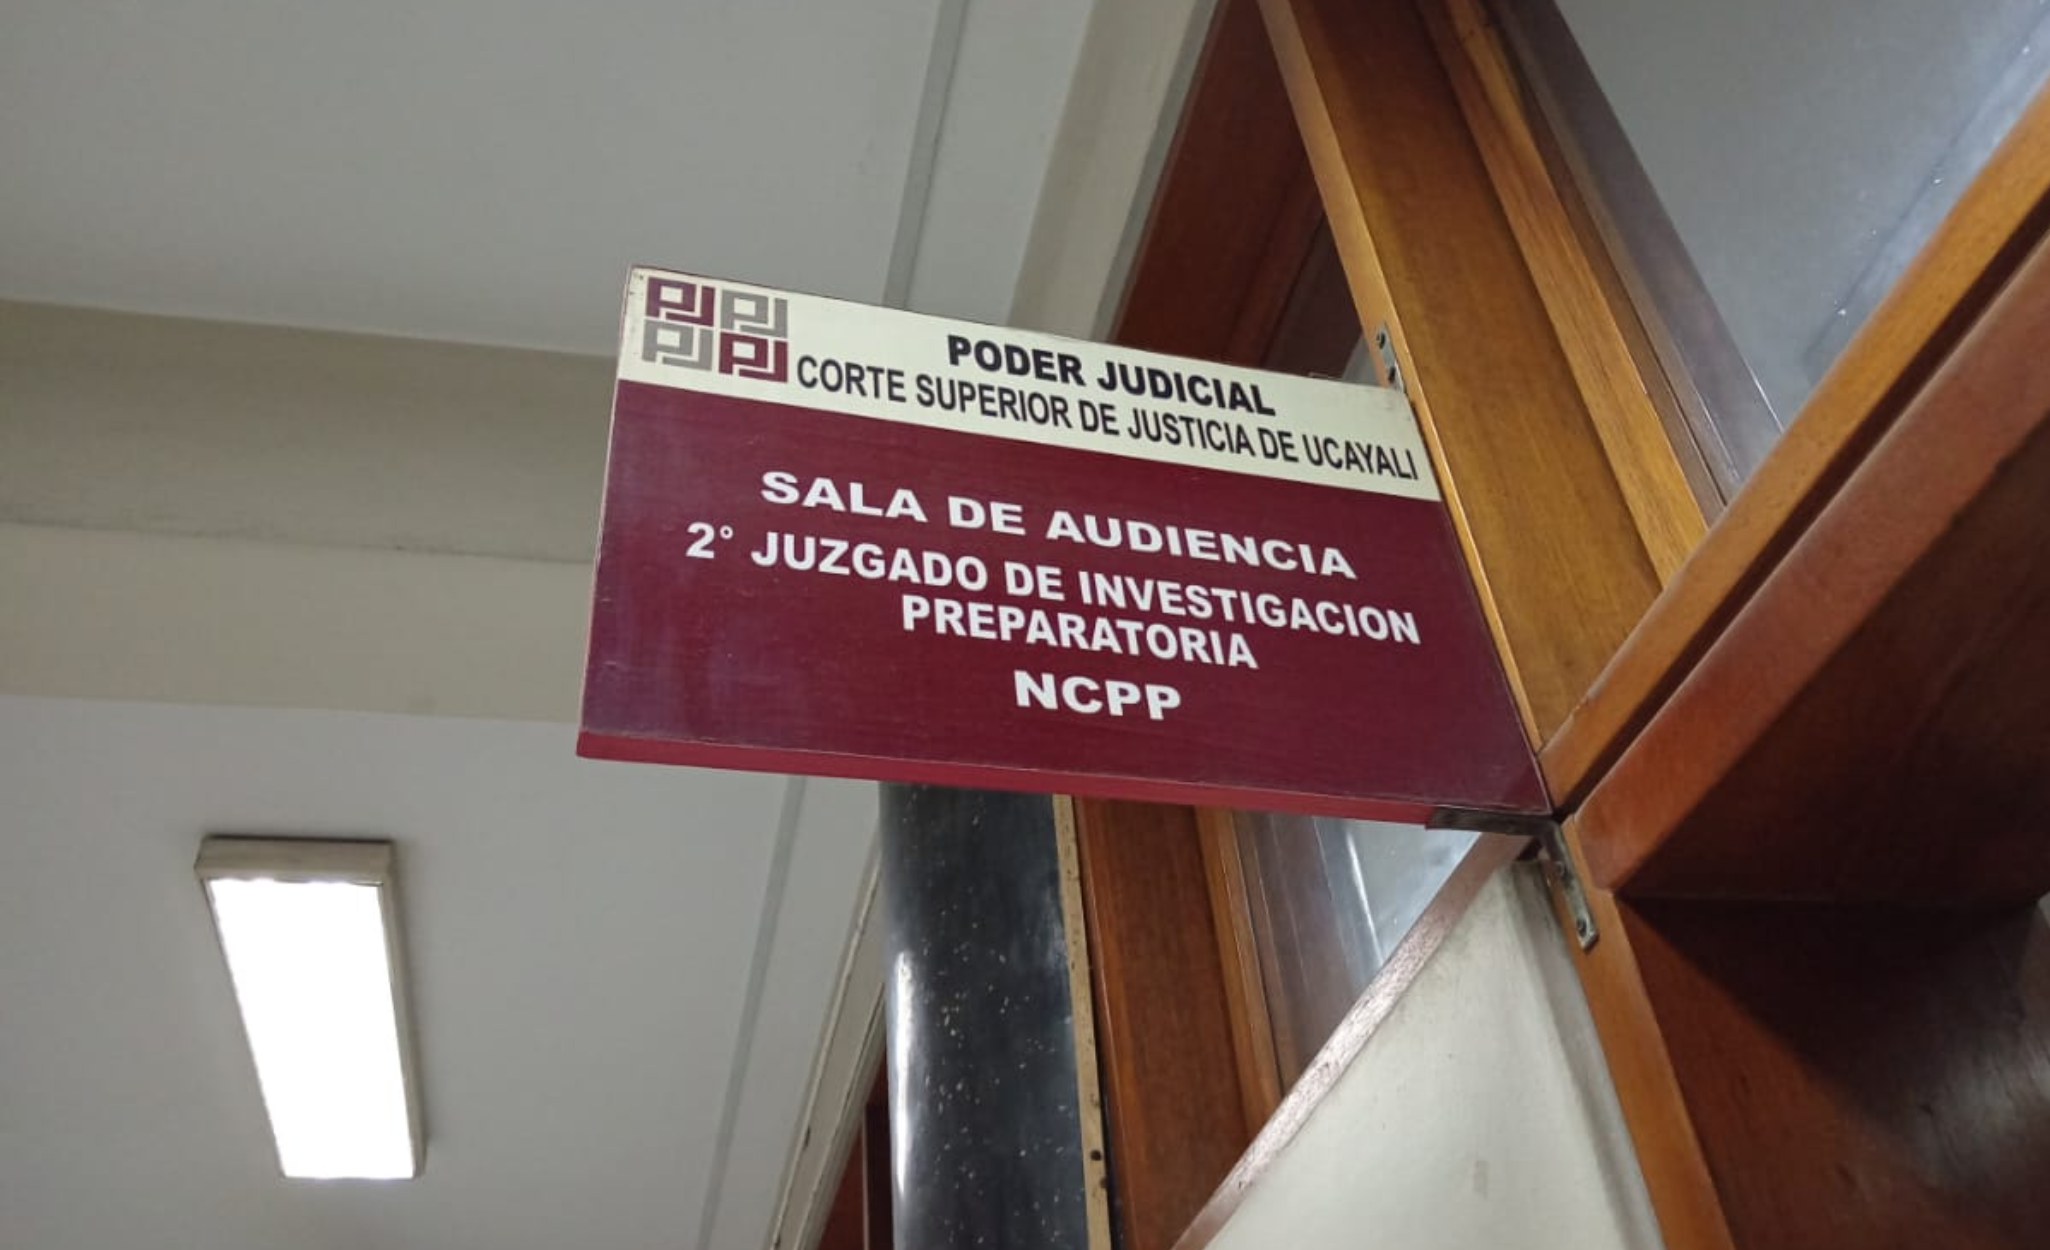 PJ PJ
PJ PJ
PODER JUDICIAL
CORTE SUPERIOR DE JUSTICIA DE UCAYALI
SALA DE AUDIENCIA
2° JUZGADO DE INVESTIGACION
PREPARATORIA
NCPP